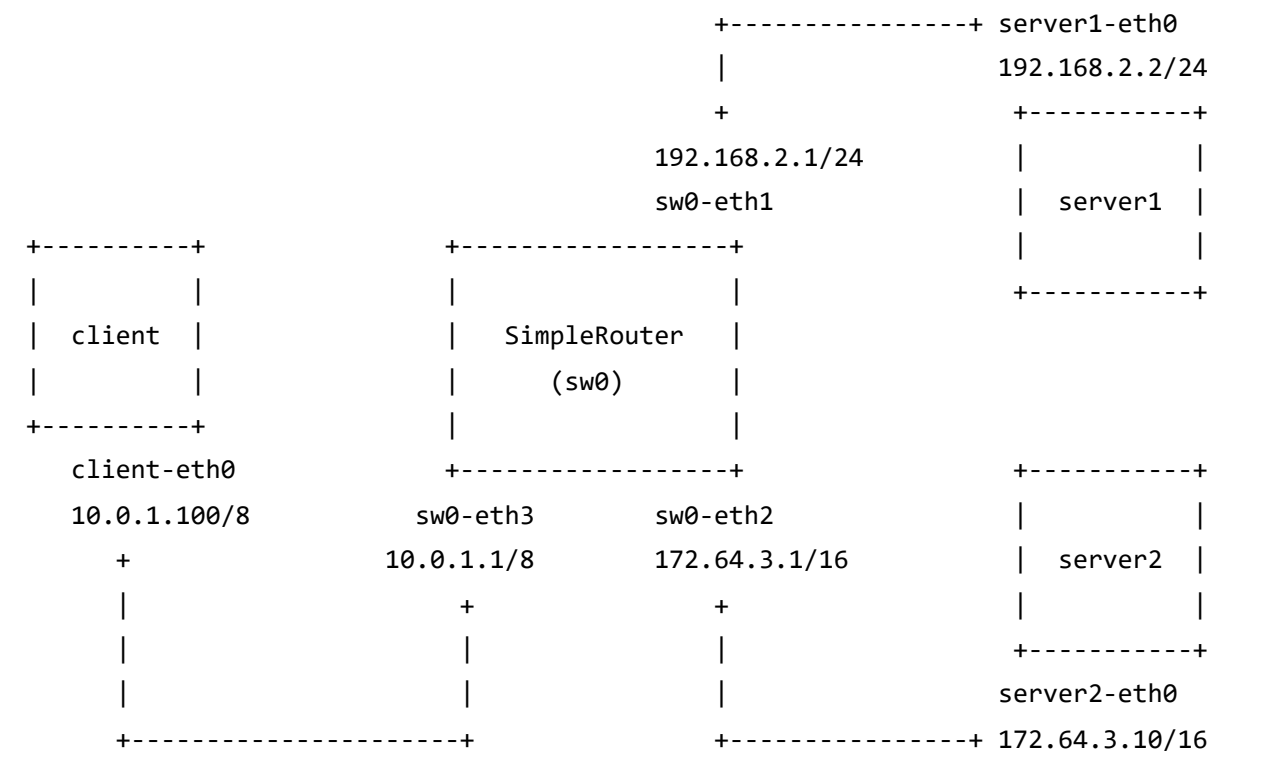 server1-eth0
192.168.2.2/24
192.168.2.1/24
sw0-eth1
server1
client
SimpleRouter
(sw0)
client-eth0
10.0.1.100/8
sw0-eth3
sw0-eth2
10.0.1.1/8
172.64.3.1/16
server2
server2-eth0
172.64.3.10/16